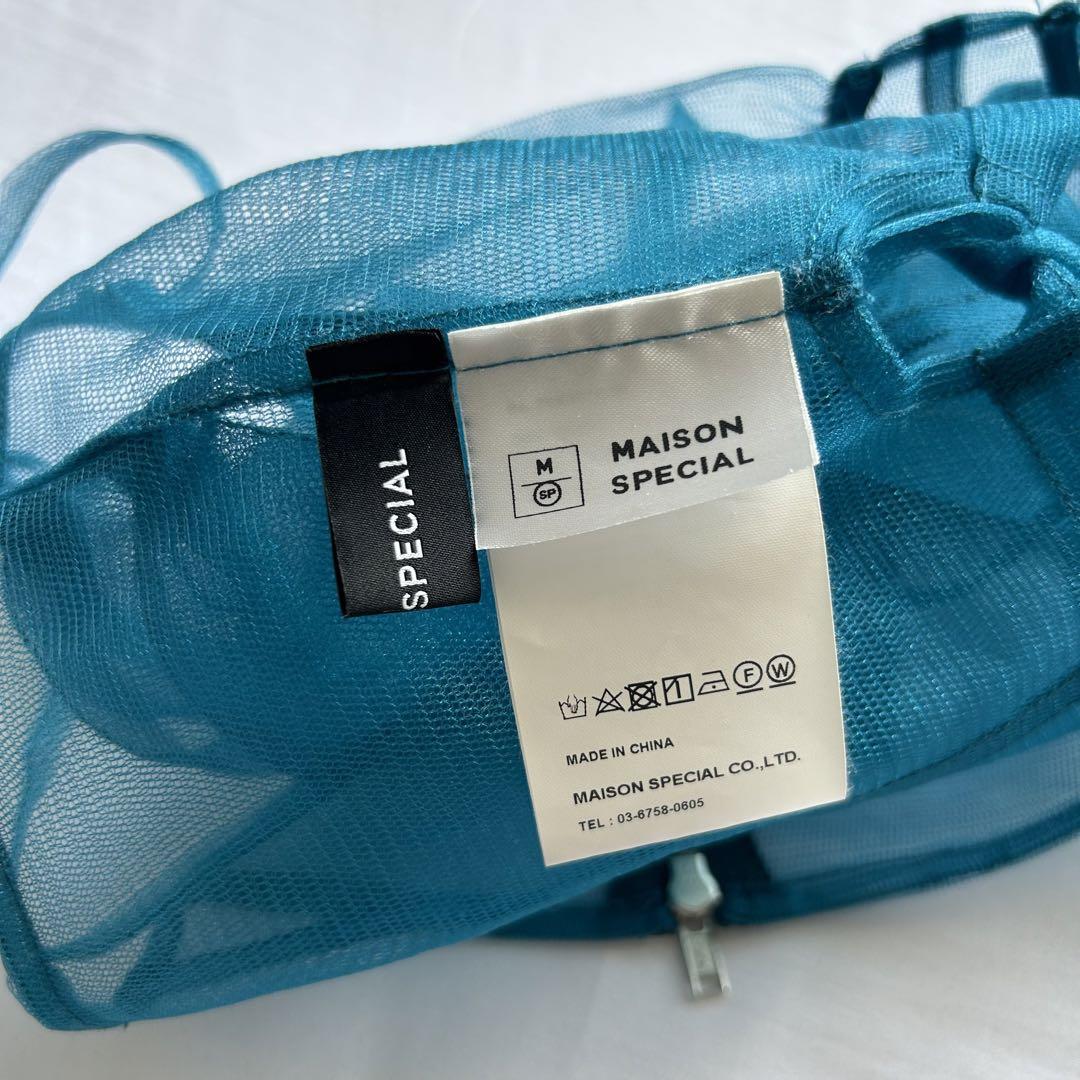 SPECIAL
M
SP
MAISON
SPECIAL
F W
MADE IN CHINA
MAISON SPECIAL CO.,LTD.
TEL : 03-6758-0605